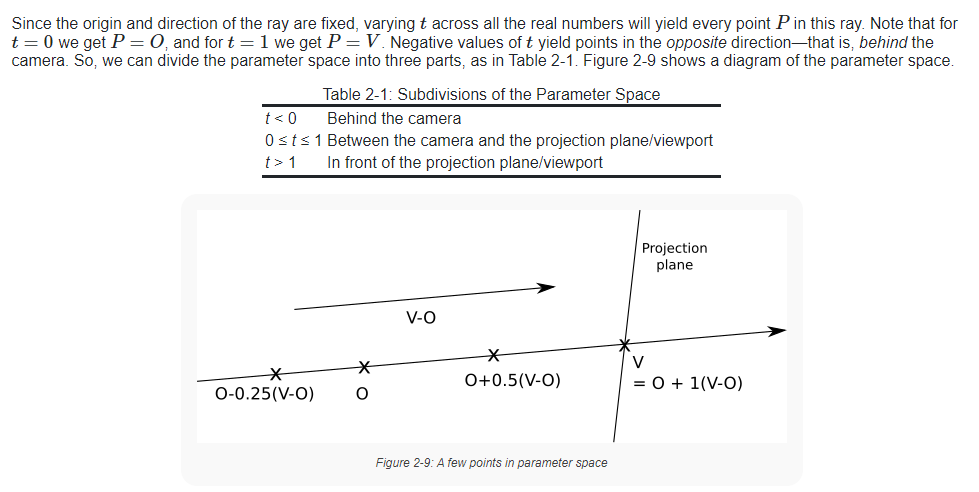 Since the origin and direction of the ray are fixed, varying t across all the real numbers will yield every point P in this ray. Note that for
t = 0 we get P = O, and for t = 1 we get P = V. Negative values of t yield points in the opposite direction—that is, behind the
camera. So, we can divide the parameter space into three parts, as in Table 2-1. Figure 2-9 shows a diagram of the parameter space.
Table 2-1: Subdivisions of the Parameter Space
t < 0 Behind the camera
0 ≤ t ≤ 1 Between the camera and the projection plane/viewport
t > 1 In front of the projection plane/viewport
Projection
plane
V-O
V
O-0.25(V-O)
O
O+0.5(V-O)
= O + 1(V-O)
Figure 2-9: A few points in parameter space